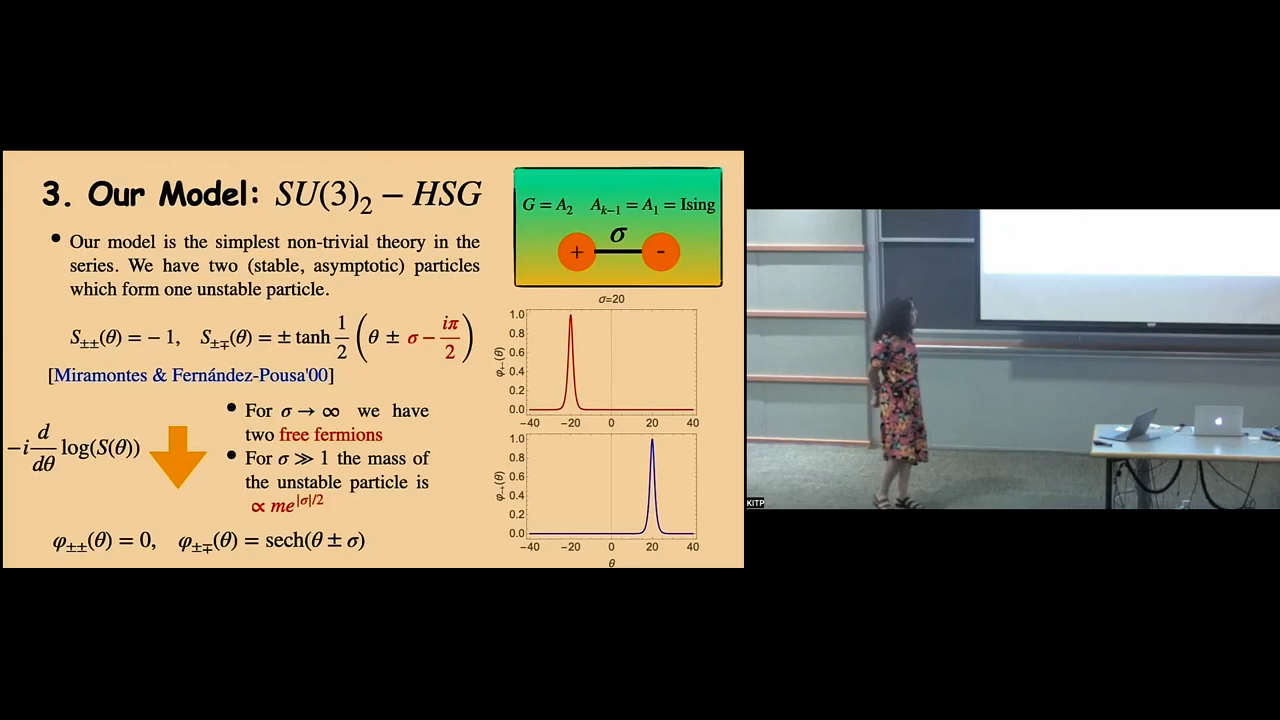 3. Our Model: SU(3)₂ − HSG
• Our model is the simplest non-trivial theory in the
series. We have two (stable, asymptotic) particles
which form one unstable particle.
S±±(θ) = − 1, S±∓(θ) = ± tanh 1/2 (θ ± σ − iπ/2)
[Miramontes & Fernández-Pousa'00]
−i d/dθ log(S(θ))
• For σ → ∞ we have
two free fermions
• For σ ≫ 1 the mass of
the unstable particle is
∝ me^{|σ|/2}
φ±±(θ) = 0, φ±∓(θ) = sech(θ ± σ)
G = A₂ A_{k−1} = A₁ = Ising
σ
+ -
σ=20
φ₊₋(θ)
1.0
0.8
0.6
0.4
0.2
0.0
−40 −20 0 20 40
φ₋₊(θ)
1.0
0.8
0.6
0.4
0.2
0.0
−40 −20 0 20 40
θ
KITP